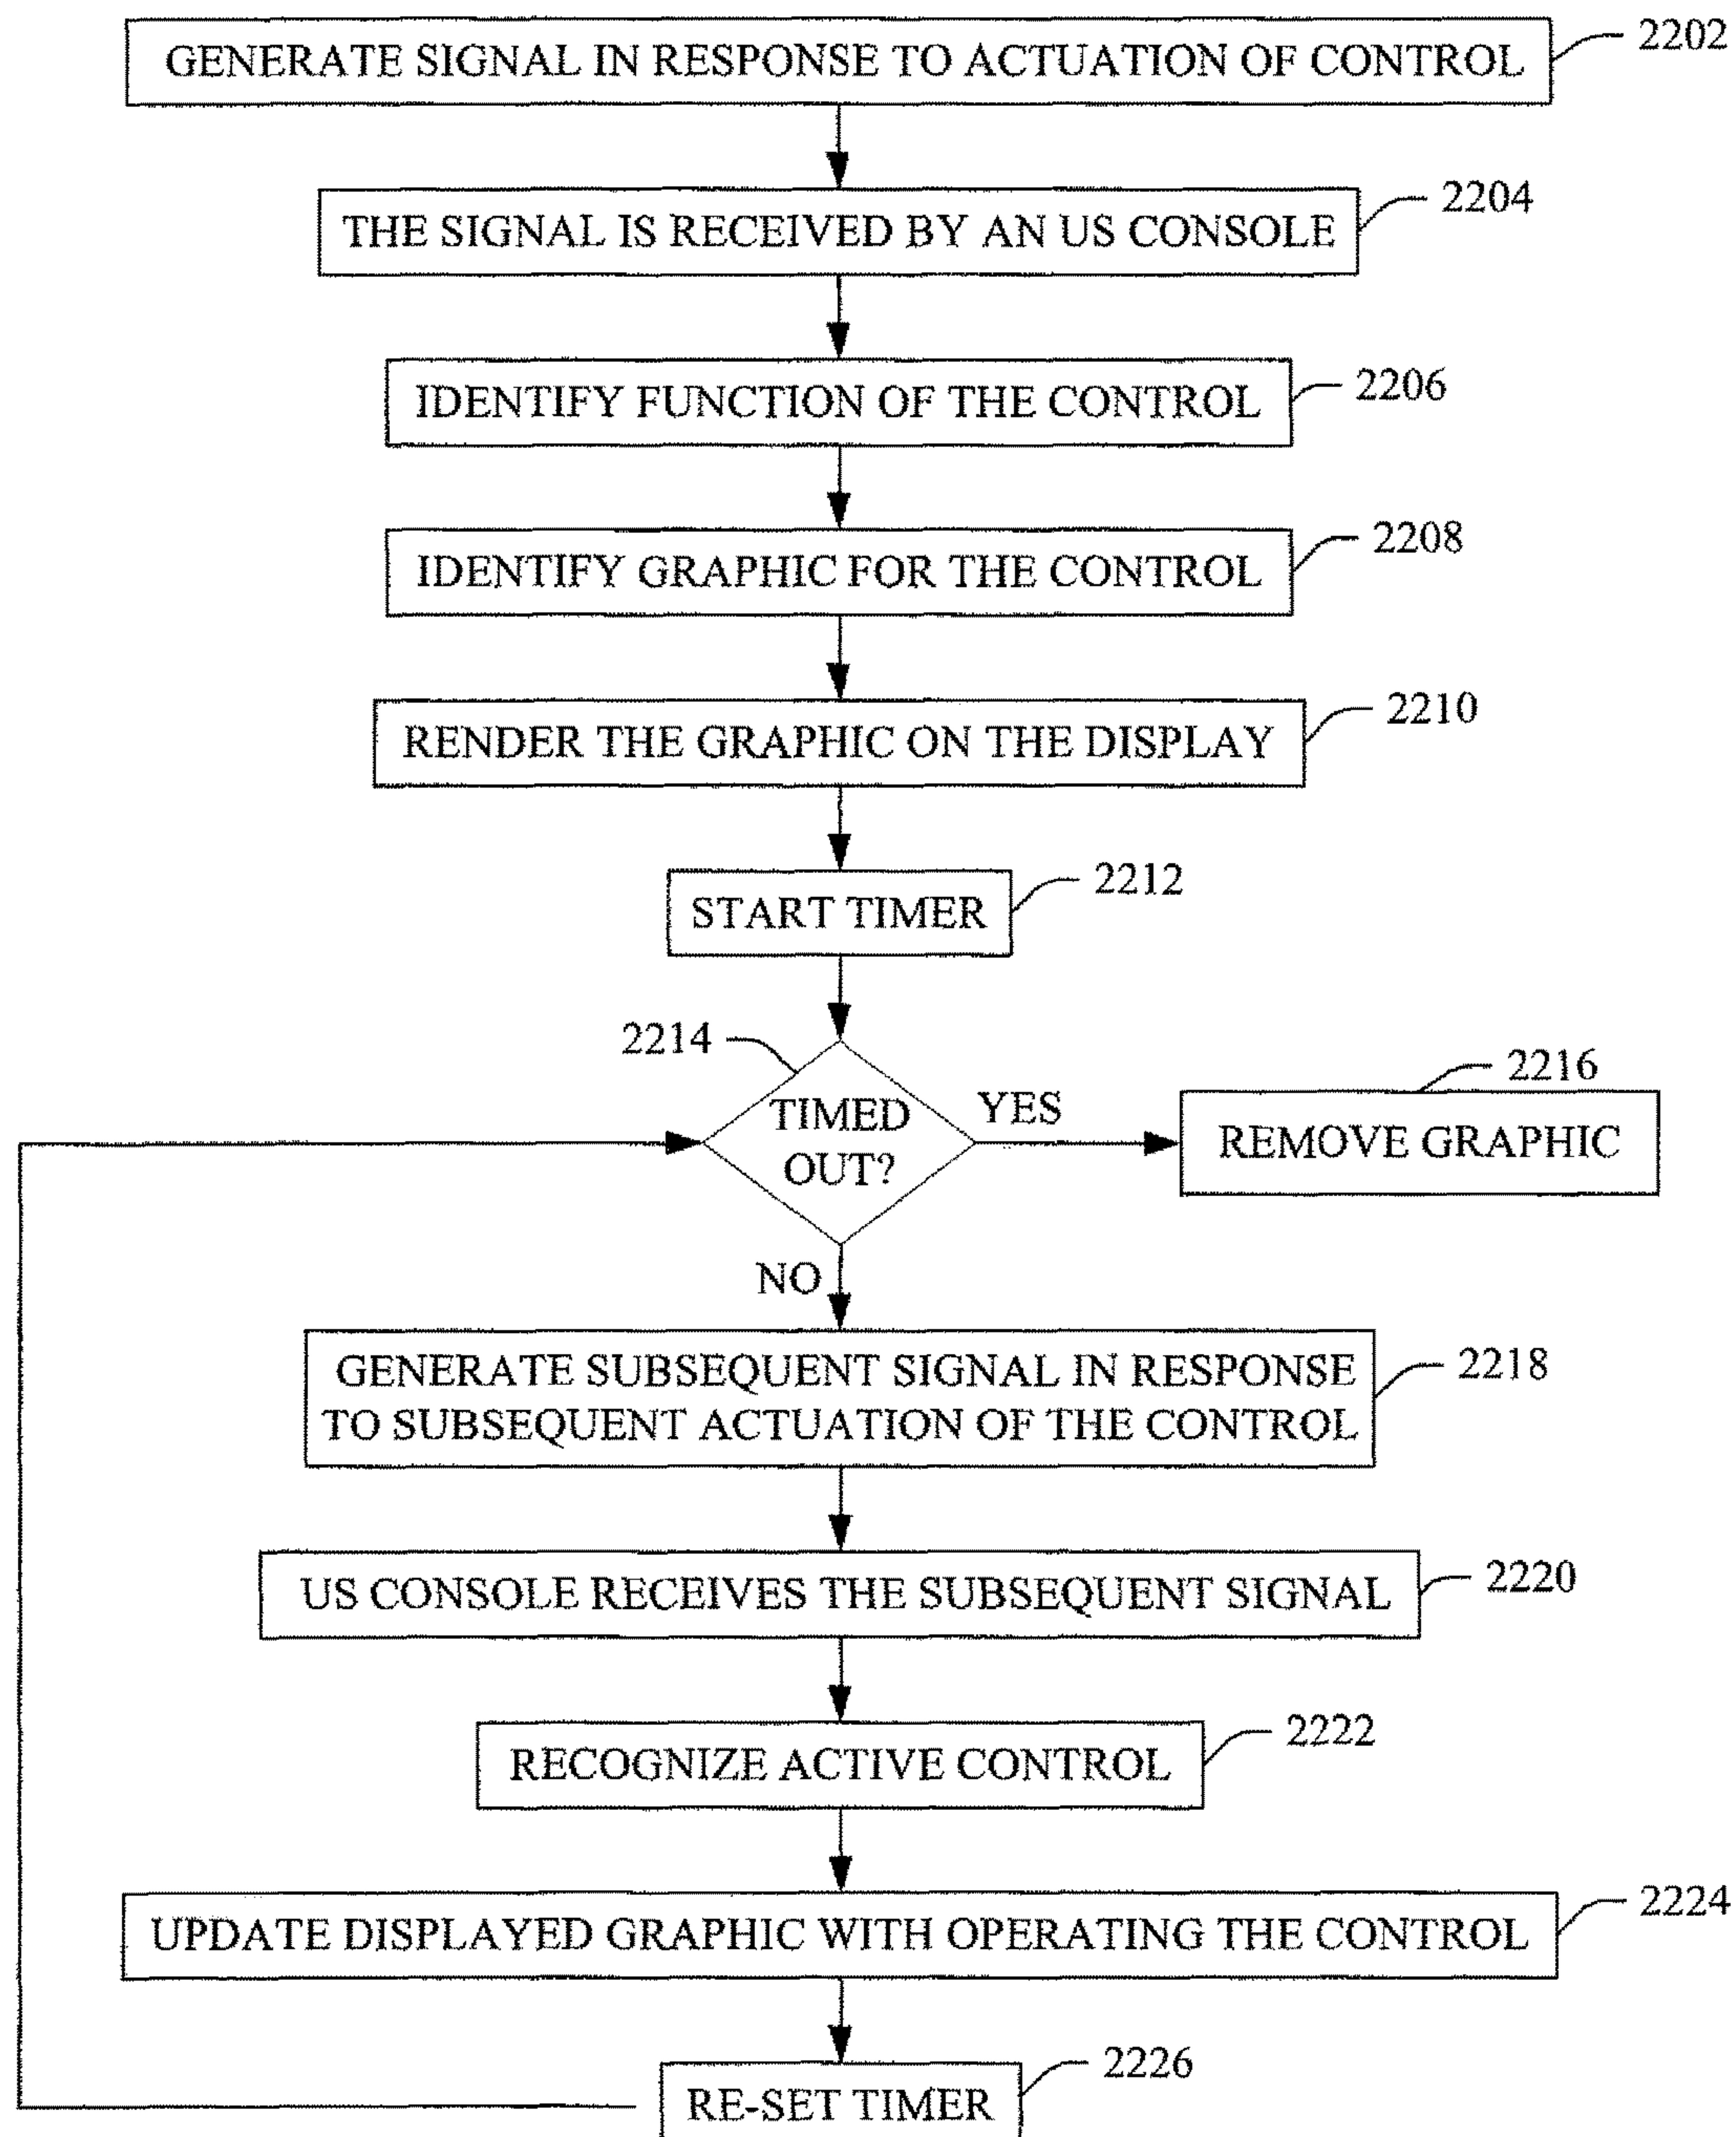 GENERATE SIGNAL IN RESPONSE TO ACTUATION OF CONTROL
2202
THE SIGNAL IS RECEIVED BY AN US CONSOLE
2204
IDENTIFY FUNCTION OF THE CONTROL
2206
IDENTIFY GRAPHIC FOR THE CONTROL
2208
RENDER THE GRAPHIC ON THE DISPLAY
2210
START TIMER
2212
2214
TIMED
OUT?
YES
2216
REMOVE GRAPHIC
NO
GENERATE SUBSEQUENT SIGNAL IN RESPONSE
TO SUBSEQUENT ACTUATION OF THE CONTROL
2218
US CONSOLE RECEIVES THE SUBSEQUENT SIGNAL
2220
RECOGNIZE ACTIVE CONTROL
2222
UPDATE DISPLAYED GRAPHIC WITH OPERATING THE CONTROL
2224
RE-SET TIMER
2226